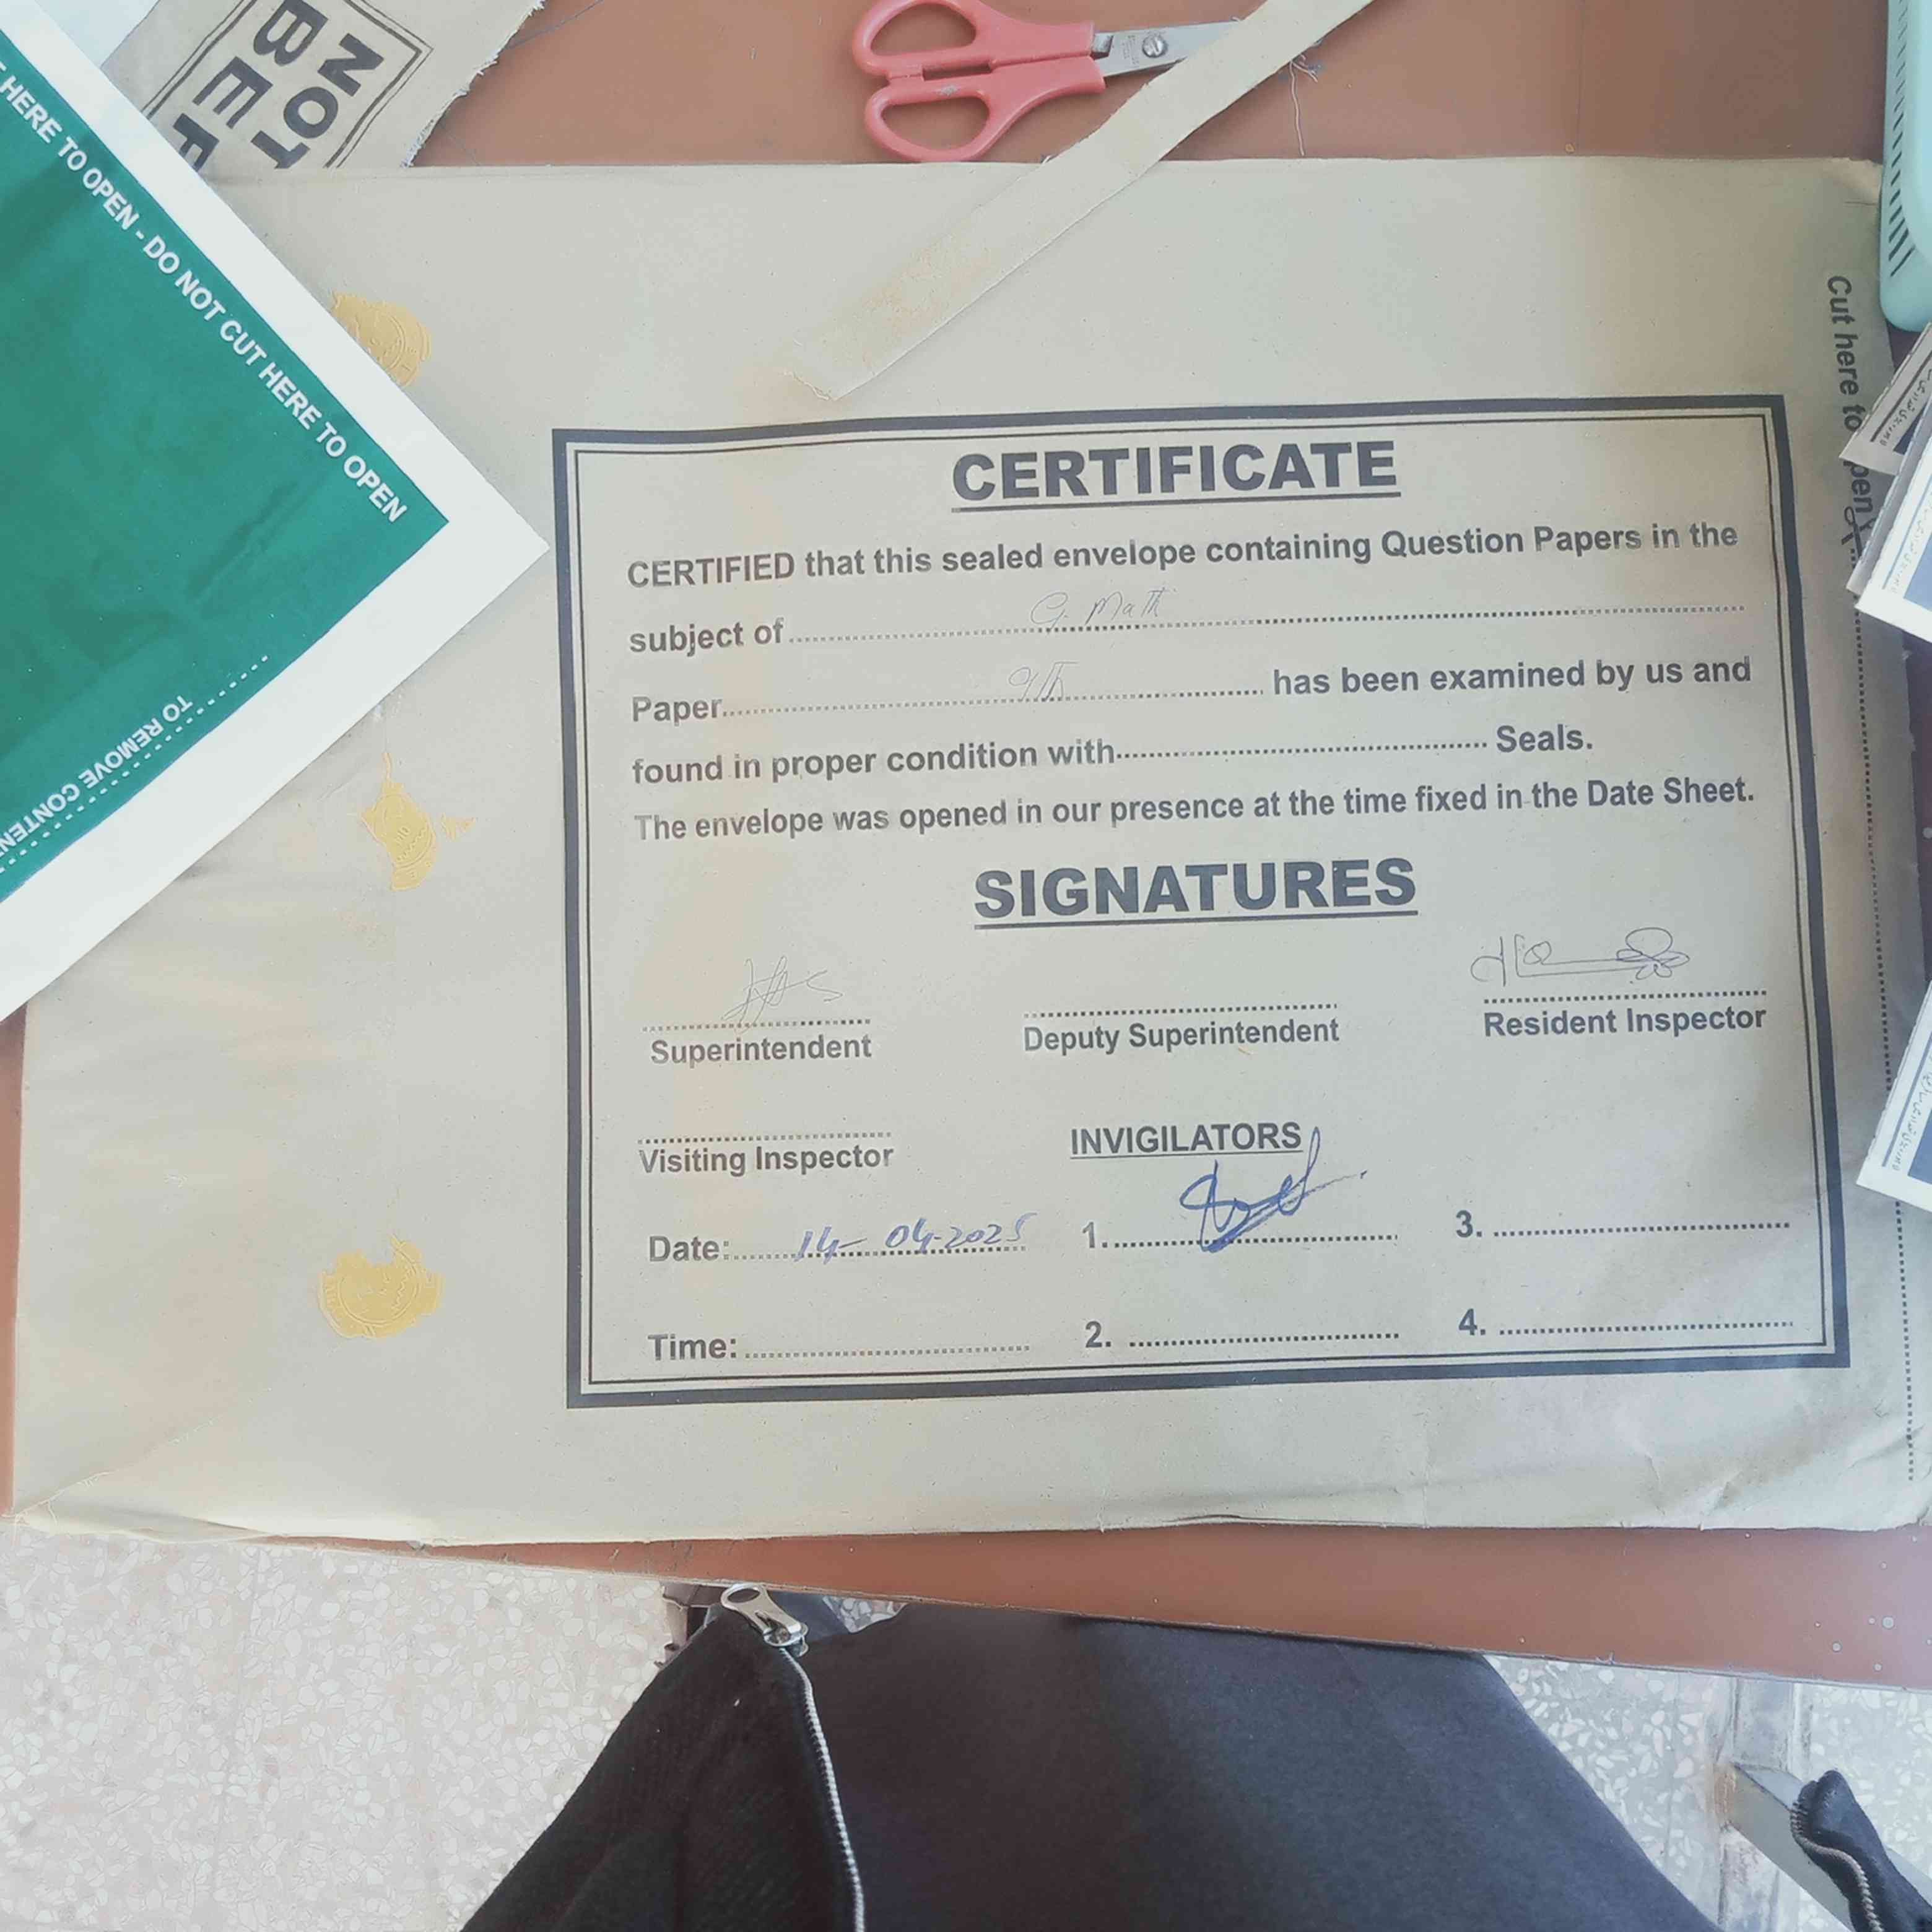 NOT
BEF
HERE TO OPEN - DO NOT CUT HERE TO OPEN
TO REMOVE CONTEN
Cut here to open
CERTIFICATE
CERTIFIED that this sealed envelope containing Question Papers in the
subject of G. Math
Paper 9th has been examined by us and
found in proper condition with Seals.
The envelope was opened in our presence at the time fixed in the Date Sheet.
SIGNATURES
Superintendent Deputy Superintendent Resident Inspector
Visiting Inspector INVIGILATORS
Date: 14-04-2025 1. 3.
Time: 2. 4.